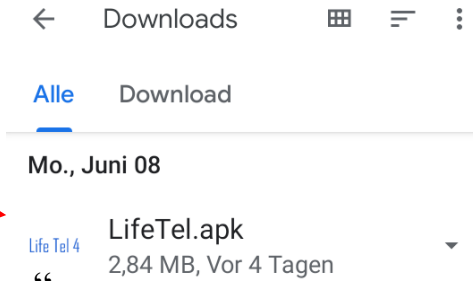 Downloads
Alle Download
Mo., Juni 08
LifeTel.apk
Life Tel 4
2,84 MB, Vor 4 Tagen
“